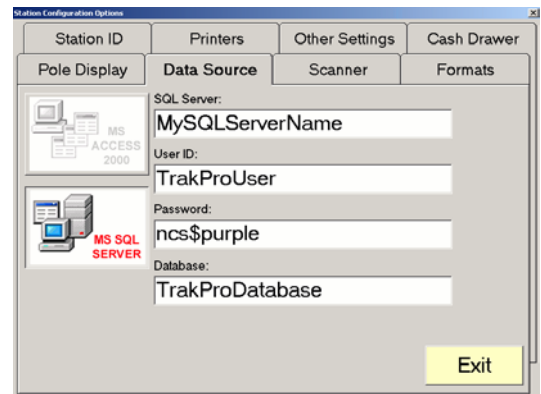 Station Configuration Options
Station ID
Printers
Other Settings
Cash Drawer
Pole Display
Data Source
Scanner
Formats
MS
ACCESS
2000
MS SQL
SERVER
SQL Server:
MySQLServerName
User ID:
TrakProUser
Password:
ncs$purple
Database:
TrakProDatabase
Exit